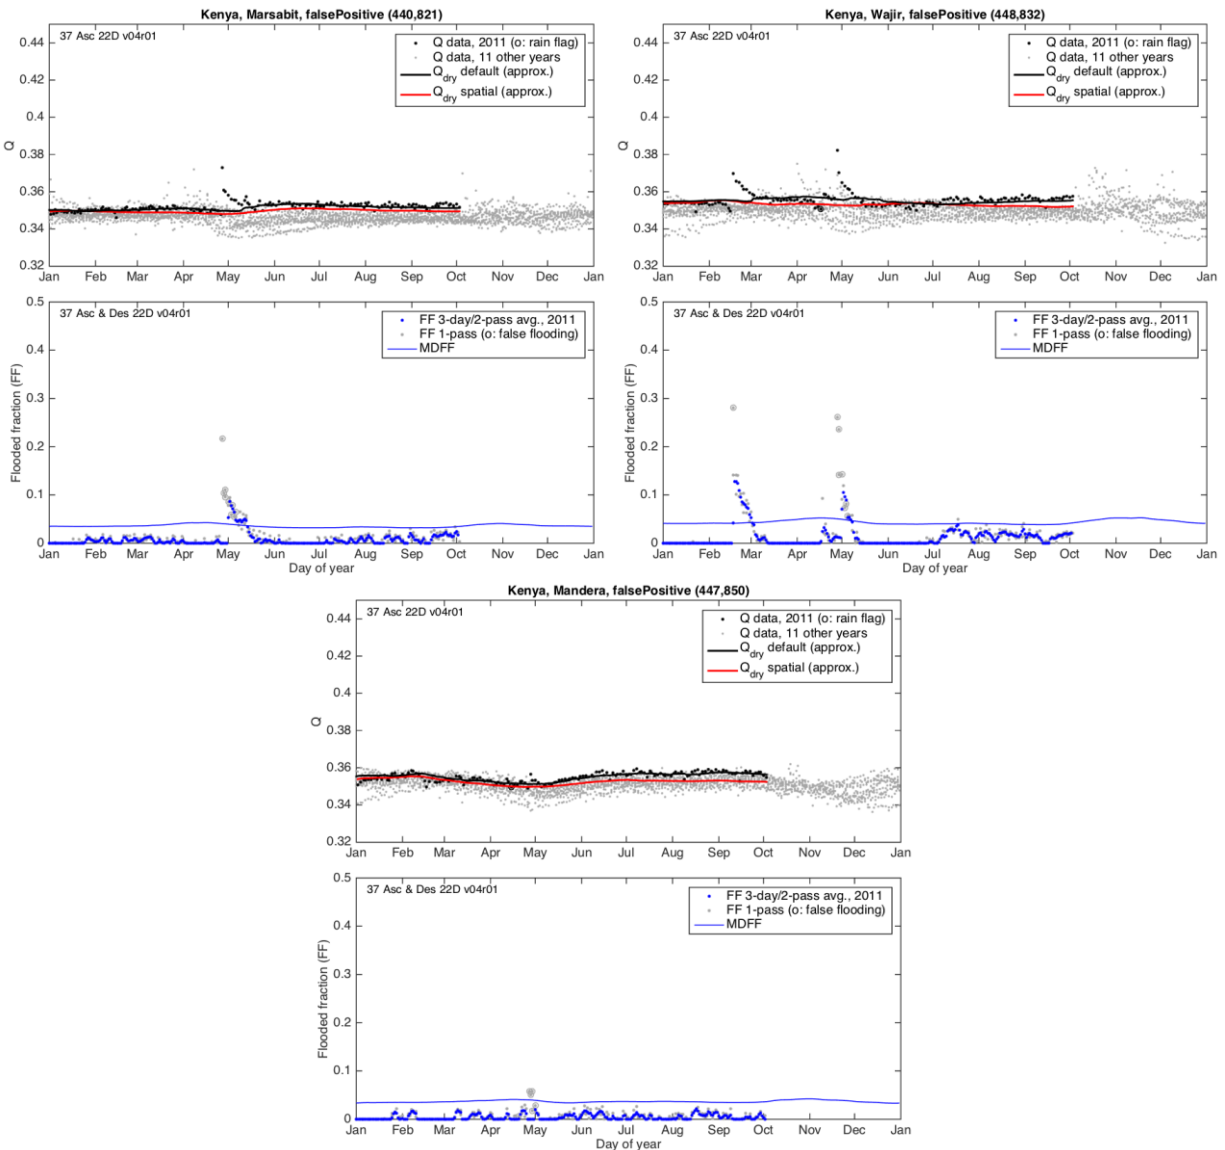 Kenya, Marsabit, falsePositive (440,821)
37 Asc 22D v04r01
Q data, 2011 (o: rain flag)
Q data, 11 other years
Qdry default (approx.)
Qdry spatial (approx.)
Q
0.44
0.42
0.4
0.38
0.36
0.34
0.32
Jan Feb Mar Apr May Jun Jul Aug Sep Oct Nov Dec Jan
37 Asc & Des 22D v04r01
FF 3-day/2-pass avg., 2011
FF 1-pass (o: false flooding)
MDFF
Flooded fraction (FF)
0.5
0.4
0.3
0.2
0.1
0
Jan Feb Mar Apr May Jun Jul Aug Sep Oct Nov Dec Jan
Day of year
Kenya, Wajir, falsePositive (448,832)
37 Asc 22D v04r01
Q data, 2011 (o: rain flag)
Q data, 11 other years
Qdry default (approx.)
Qdry spatial (approx.)
Q
0.44
0.42
0.4
0.38
0.36
0.34
0.32
Jan Feb Mar Apr May Jun Jul Aug Sep Oct Nov Dec Jan
37 Asc & Des 22D v04r01
FF 3-day/2-pass avg., 2011
FF 1-pass (o: false flooding)
MDFF
Flooded fraction (FF)
0.5
0.4
0.3
0.2
0.1
0
Jan Feb Mar Apr May Jun Jul Aug Sep Oct Nov Dec Jan
Day of year
Kenya, Mandera, falsePositive (447,850)
37 Asc 22D v04r01
Q data, 2011 (o: rain flag)
Q data, 11 other years
Qdry default (approx.)
Qdry spatial (approx.)
Q
0.44
0.42
0.4
0.38
0.36
0.34
0.32
Jan Feb Mar Apr May Jun Jul Aug Sep Oct Nov Dec Jan
37 Asc & Des 22D v04r01
FF 3-day/2-pass avg., 2011
FF 1-pass (o: false flooding)
MDFF
Flooded fraction (FF)
0.5
0.4
0.3
0.2
0.1
0
Jan Feb Mar Apr May Jun Jul Aug Sep Oct Nov Dec Jan
Day of year